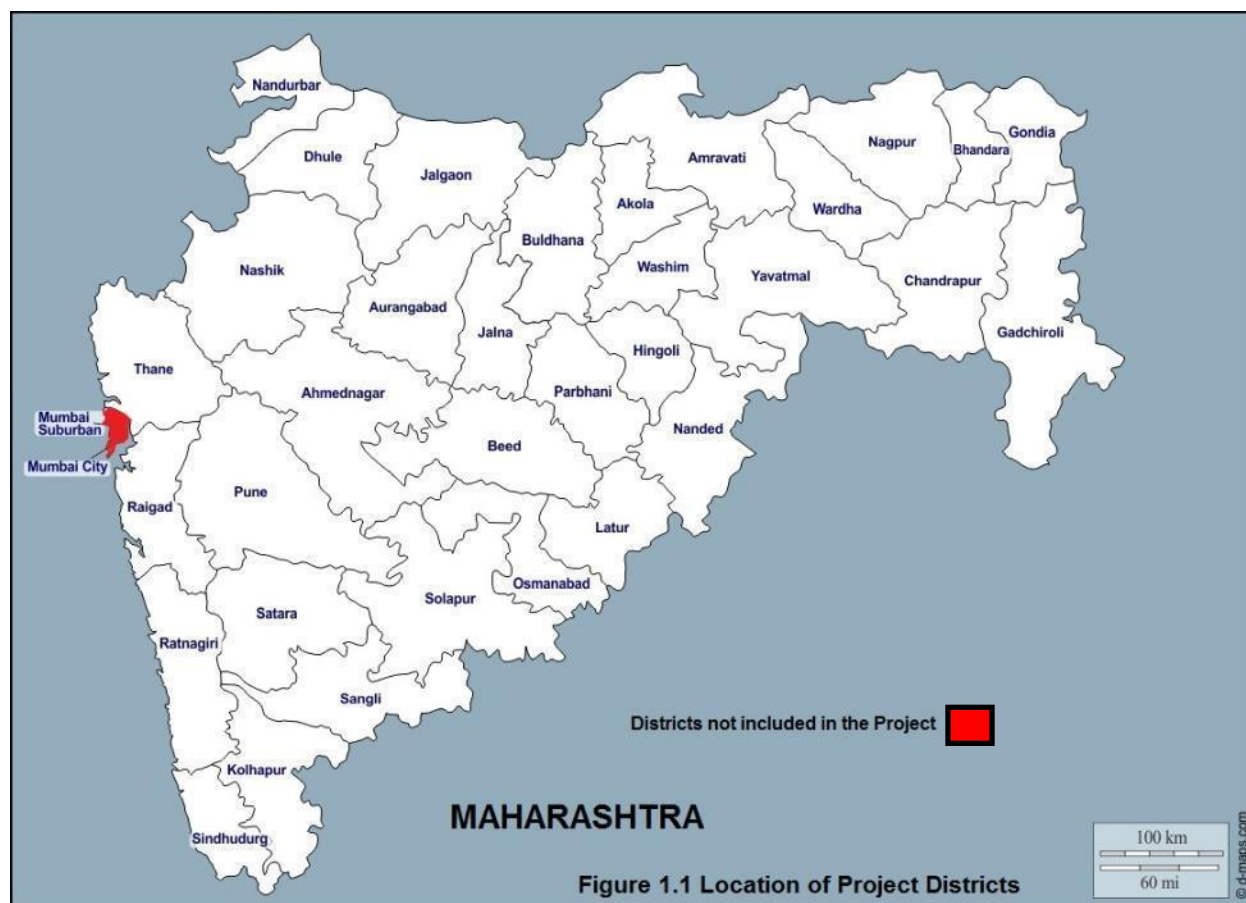 Nandurbar
Dhule
Jalgaon
Buldhana
Akola
Amravati
Nagpur
Bhandara
Gondia
Wardha
Washim
Yavatmal
Chandrapur
Gadchiroli
Nashik
Aurangabad
Jalna
Hingoli
Parbhani
Nanded
Thane
Ahmednagar
Beed
Mumbai
Suburban
Mumbai City
Raigad
Pune
Latur
Osmanabad
Solapur
Satara
Ratnagiri
Sangli
Kolhapur
Sindhudurg
Districts not included in the Project
MAHARASHTRA
100 km
60 mi
© d-maps.com
Figure 1.1 Location of Project Districts